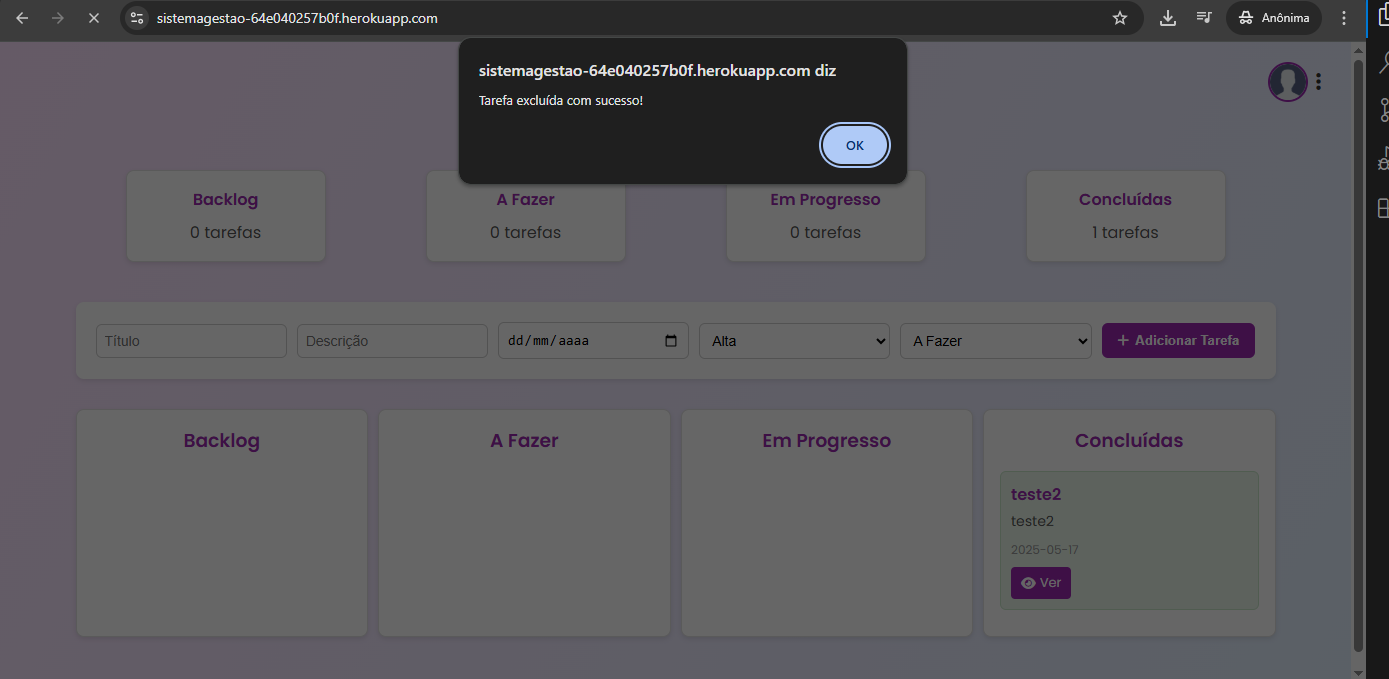 sistemagestao-64e040257b0f.herokuapp.com
Anônima
sistemagestao-64e040257b0f.herokuapp.com diz
Tarefa excluída com sucesso!
OK
Backlog
0 tarefas
A Fazer
0 tarefas
Em Progresso
0 tarefas
Concluídas
1 tarefas
Título
Descrição
dd/mm/aaaa
Alta
A Fazer
+ Adicionar Tarefa
Backlog
A Fazer
Em Progresso
Concluídas
teste2
teste2
2025-05-17
Ver